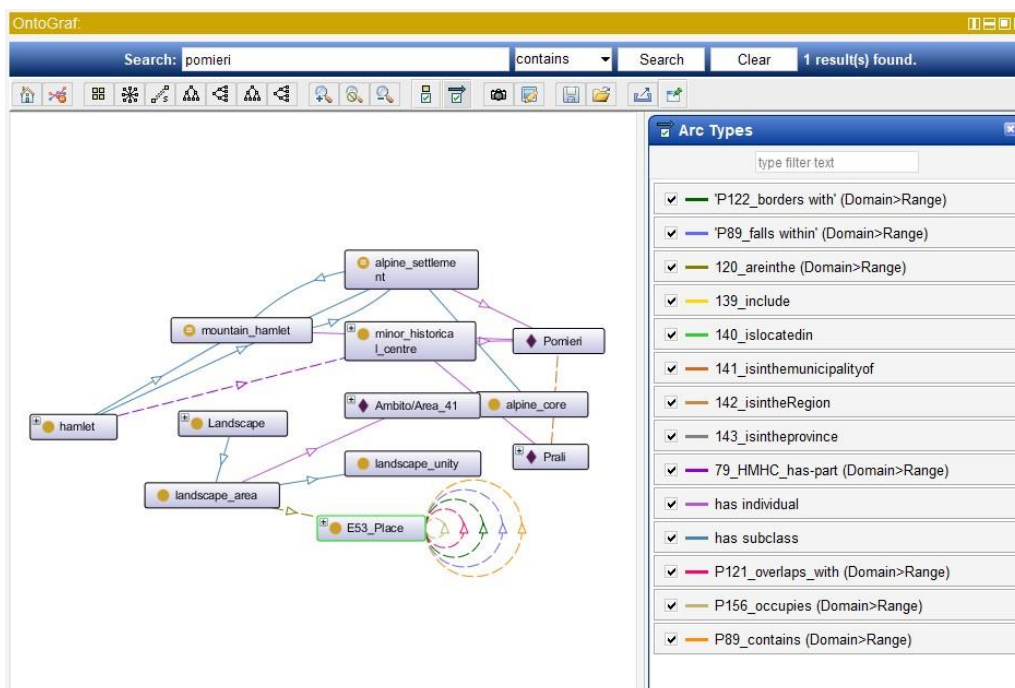 OntoGraf:
Search: pomieri contains Search Clear 1 result(s) found.
Arc Types
type filter text
'P122_borders with' (Domain>Range)
'P89_falls within' (Domain>Range)
120_areinthe (Domain>Range)
139_include
140_islocatedin
141_isinthemunicipalityof
142_isintheRegion
143_isintheprovince
79_HMHC_has-part (Domain>Range)
has individual
has subclass
P121_overlaps_with (Domain>Range)
P156_occupies (Domain>Range)
P89_contains (Domain>Range)
alpine_settleme
nt
mountain_hamlet
minor_historica
l_centre
Pomieri
Ambito/Area_41
alpine_core
hamlet
Landscape
landscape_unity
Prali
landscape_area
E53_Place